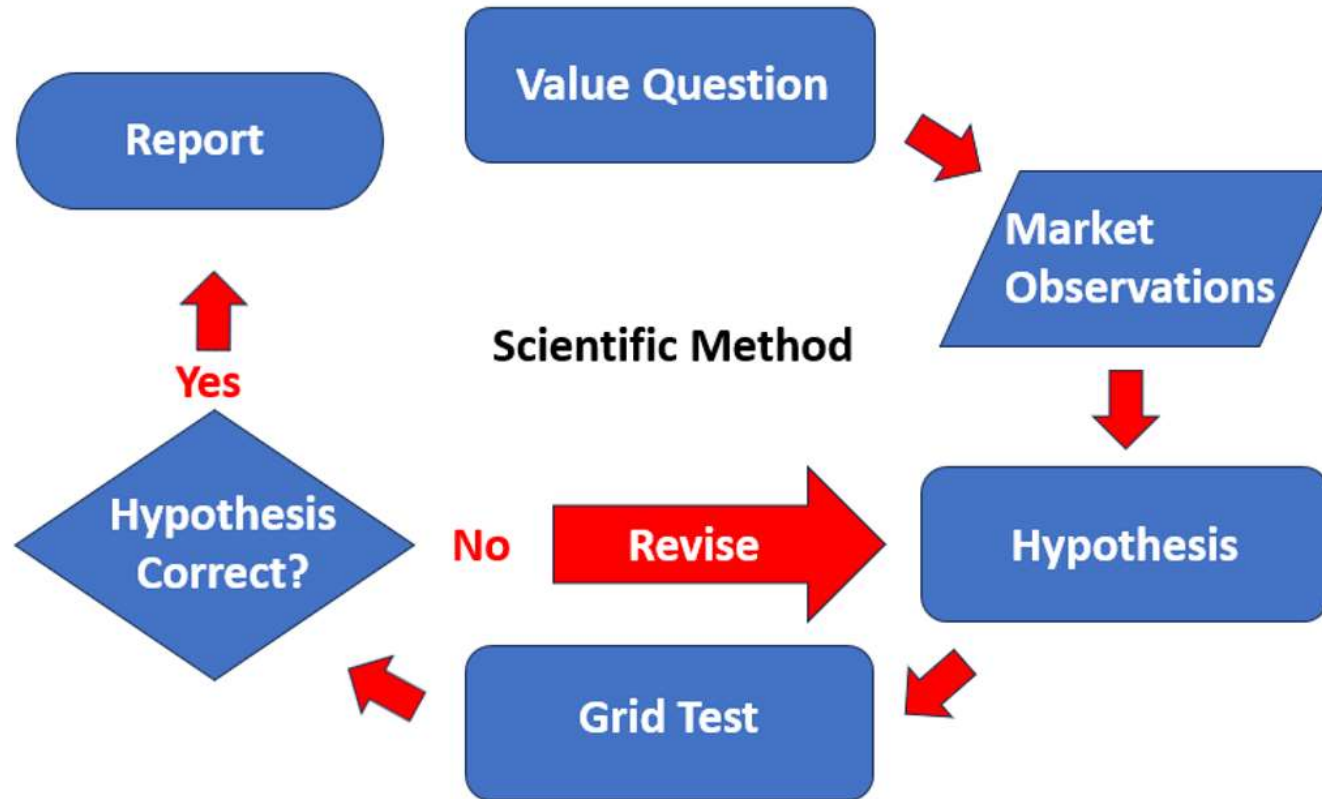 Value Question
Market
Observations
Hypothesis
Grid Test
Hypothesis
Correct?
No
Revise
Yes
Report
Scientific Method